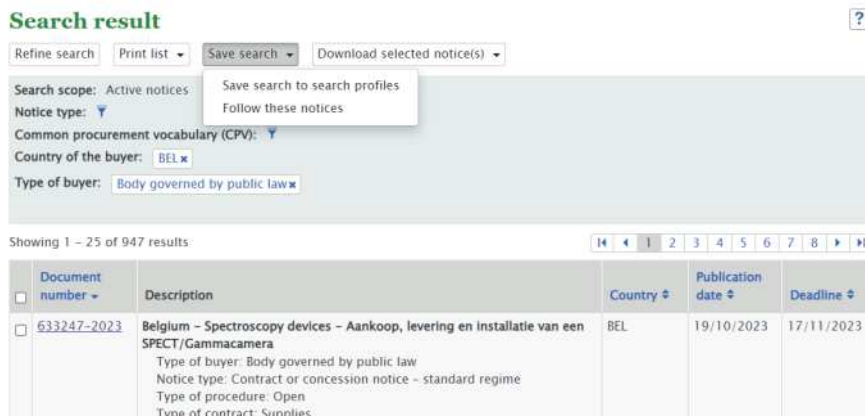 Search result
?
Refine search Print list Save search Download selected notice(s)
Save search to search profiles
Follow these notices
Search scope: Active notices
Notice type:
Common procurement vocabulary (CPV):
Country of the buyer: BEL x
Type of buyer: Body governed by public law x
Showing 1 – 25 of 947 results
1 2 3 4 5 6 7 8
Document number Description Country Publication date Deadline
633247-2023 Belgium – Spectroscopy devices – Aankoop, levering en installatie van een BEL 19/10/2023 17/11/2023
SPECT/Gammacamera
Type of buyer: Body governed by public law
Notice type: Contract or concession notice – standard regime
Type of procedure: Open
Type of contract: Supplies